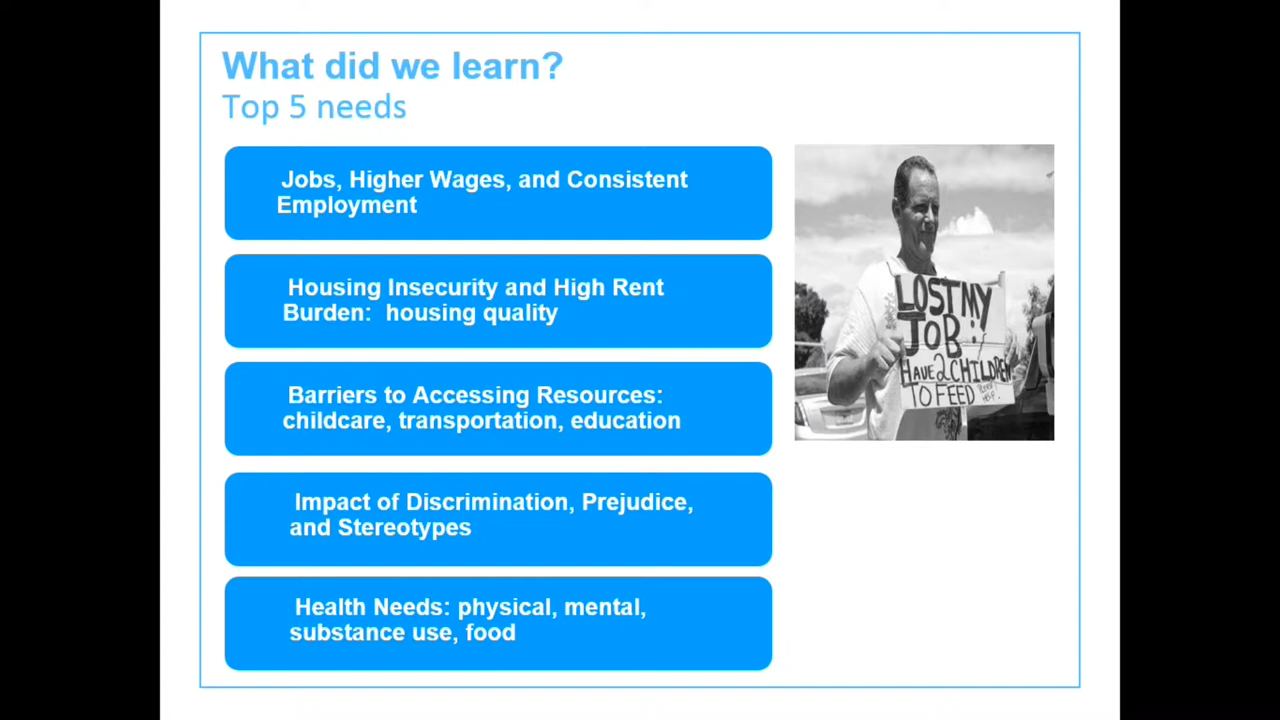 What did we learn?
Top 5 needs
Jobs, Higher Wages, and Consistent
Employment
Housing Insecurity and High Rent
Burden: housing quality
Barriers to Accessing Resources:
childcare, transportation, education
Impact of Discrimination, Prejudice,
and Stereotypes
Health Needs: physical, mental,
substance use, food
LOST MY
JOB
HAVE 2 CHILDREN
TO FEED